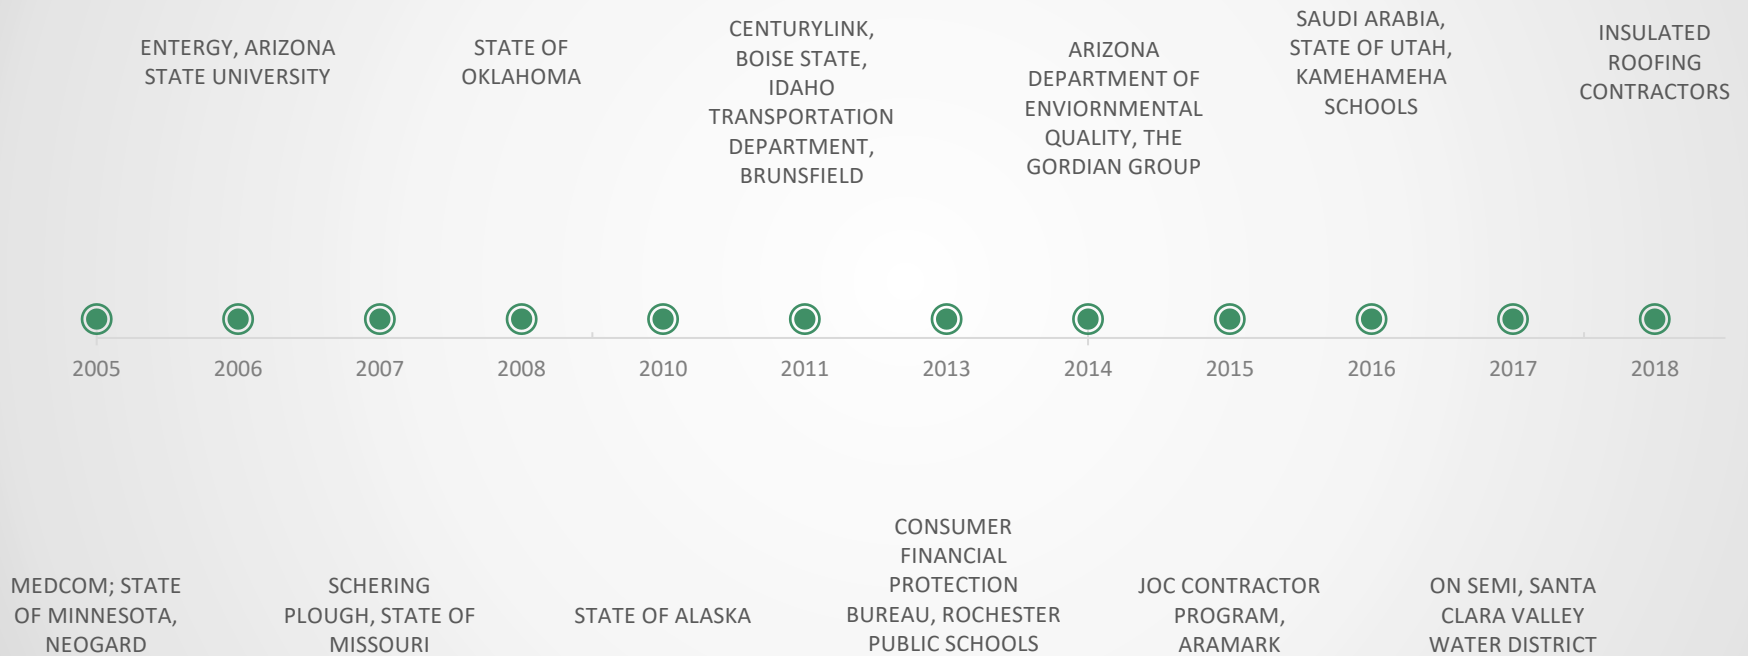 ENTERGY, ARIZONA
STATE UNIVERSITY
STATE OF
OKLAHOMA
CENTURYLINK,
BOISE STATE,
IDAHO
TRANSPORTATION
DEPARTMENT,
BRUNSFIELD
ARIZONA
DEPARTMENT OF
ENVIORNMENTAL
QUALITY, THE
GORDIAN GROUP
SAUDI ARABIA,
STATE OF UTAH,
KAMEHAMEHA
SCHOOLS
INSULATED
ROOFING
CONTRACTORS
2005 2006 2007 2008 2010 2011 2013 2014 2015 2016 2017 2018
MEDCOM; STATE
OF MINNESOTA,
NEOGARD
SCHERING
PLOUGH, STATE OF
MISSOURI
STATE OF ALASKA
CONSUMER
FINANCIAL
PROTECTION
BUREAU, ROCHESTER
PUBLIC SCHOOLS
JOC CONTRACTOR
PROGRAM,
ARAMARK
ON SEMI, SANTA
CLARA VALLEY
WATER DISTRICT